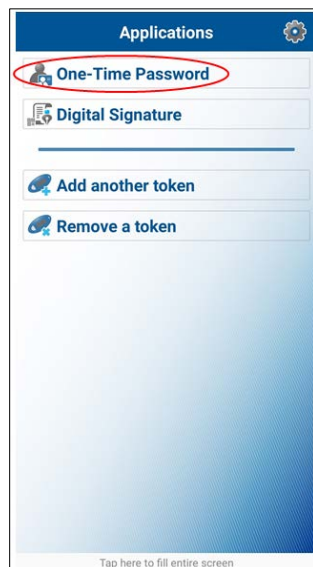 Applications
One-Time Password
Digital Signature
Add another token
Remove a token
Tap here to fill entire screen